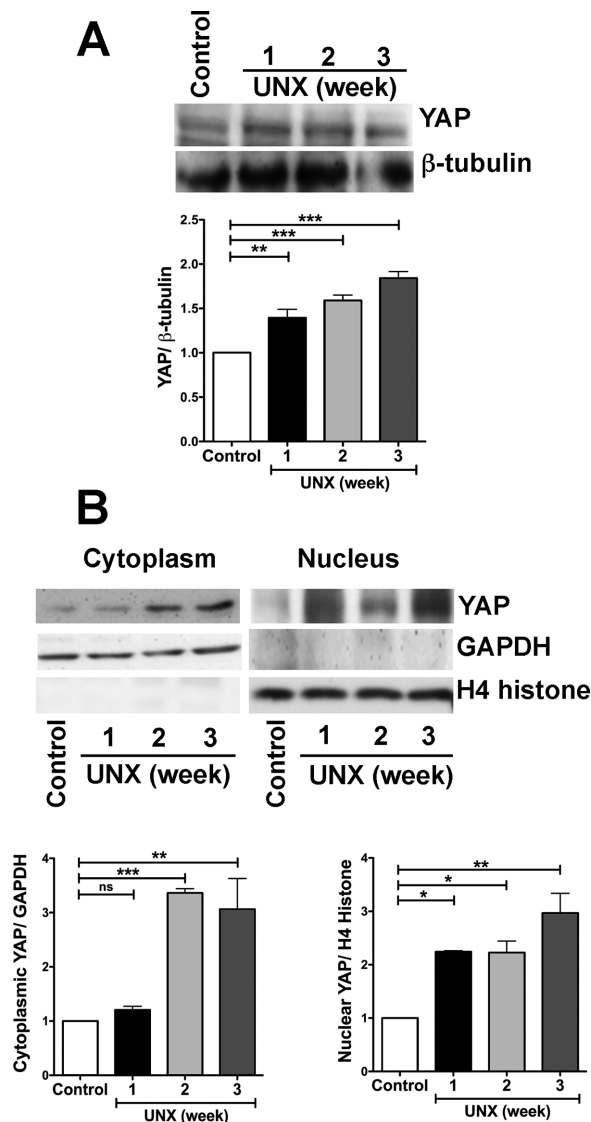 A
Control
1 2 3
UNX (week)
YAP
β-tubulin
YAP/ β-tubulin
2.5
2.0
1.5
1.0
0.5
0.0
***
***
**
Control 1 2 3
UNX (week)
B
Cytoplasm Nucleus
YAP
GAPDH
H4 histone
Control 1 2 3 Control 1 2 3
UNX (week) UNX (week)
Cytoplasmic YAP/ GAPDH
4
3
2
1
0
**
***
ns
Control 1 2 3
UNX (week)
Nuclear YAP/ H4 Histone
4
3
2
1
0
**
*
*
Control 1 2 3
UNX (week)